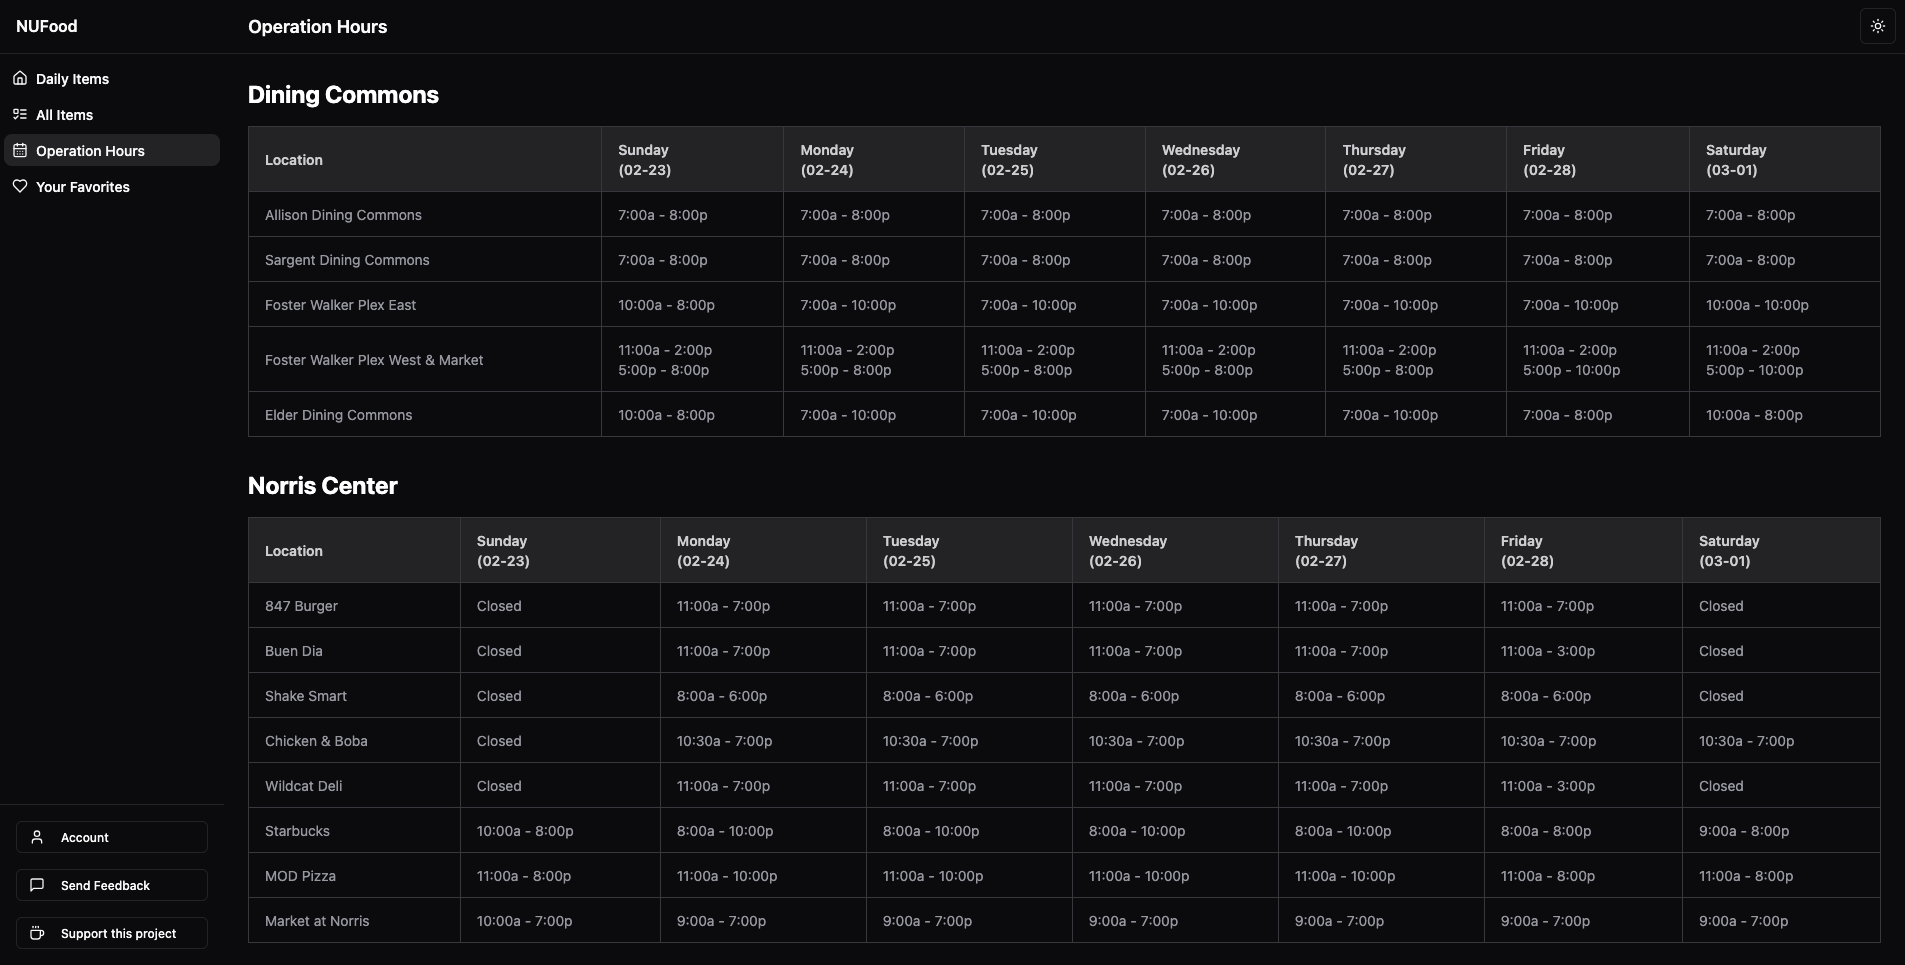 NUFood
Operation Hours
Daily Items
All Items
Operation Hours
Your Favorites
Account
Send Feedback
Support this project
Dining Commons
Location Sunday (02-23) Monday (02-24) Tuesday (02-25) Wednesday (02-26) Thursday (02-27) Friday (02-28) Saturday (03-01)
Allison Dining Commons 7:00a - 8:00p 7:00a - 8:00p 7:00a - 8:00p 7:00a - 8:00p 7:00a - 8:00p 7:00a - 8:00p 7:00a - 8:00p
Sargent Dining Commons 7:00a - 8:00p 7:00a - 8:00p 7:00a - 8:00p 7:00a - 8:00p 7:00a - 8:00p 7:00a - 8:00p 7:00a - 8:00p
Foster Walker Plex East 10:00a - 8:00p 7:00a - 10:00p 7:00a - 10:00p 7:00a - 10:00p 7:00a - 10:00p 7:00a - 10:00p 10:00a - 10:00p
Foster Walker Plex West & Market 11:00a - 2:00p 11:00a - 2:00p 11:00a - 2:00p 11:00a - 2:00p 11:00a - 2:00p 11:00a - 2:00p 11:00a - 2:00p
5:00p - 8:00p 5:00p - 8:00p 5:00p - 8:00p 5:00p - 8:00p 5:00p - 8:00p 5:00p - 10:00p 5:00p - 10:00p
Elder Dining Commons 10:00a - 8:00p 7:00a - 10:00p 7:00a - 10:00p 7:00a - 10:00p 7:00a - 10:00p 7:00a - 8:00p 10:00a - 8:00p
Norris Center
Location Sunday (02-23) Monday (02-24) Tuesday (02-25) Wednesday (02-26) Thursday (02-27) Friday (02-28) Saturday (03-01)
847 Burger Closed 11:00a - 7:00p 11:00a - 7:00p 11:00a - 7:00p 11:00a - 7:00p 11:00a - 7:00p Closed
Buen Dia Closed 11:00a - 7:00p 11:00a - 7:00p 11:00a - 7:00p 11:00a - 7:00p 11:00a - 3:00p Closed
Shake Smart Closed 8:00a - 6:00p 8:00a - 6:00p 8:00a - 6:00p 8:00a - 6:00p 8:00a - 6:00p Closed
Chicken & Boba Closed 10:30a - 7:00p 10:30a - 7:00p 10:30a - 7:00p 10:30a - 7:00p 10:30a - 7:00p 10:30a - 7:00p
Wildcat Deli Closed 11:00a - 7:00p 11:00a - 7:00p 11:00a - 7:00p 11:00a - 7:00p 11:00a - 3:00p Closed
Starbucks 10:00a - 8:00p 8:00a - 10:00p 8:00a - 10:00p 8:00a - 10:00p 8:00a - 10:00p 8:00a - 8:00p 9:00a - 8:00p
MOD Pizza 11:00a - 8:00p 11:00a - 10:00p 11:00a - 10:00p 11:00a - 10:00p 11:00a - 10:00p 11:00a - 8:00p 11:00a - 8:00p
Market at Norris 10:00a - 7:00p 9:00a - 7:00p 9:00a - 7:00p 9:00a - 7:00p 9:00a - 7:00p 9:00a - 7:00p 9:00a - 7:00p